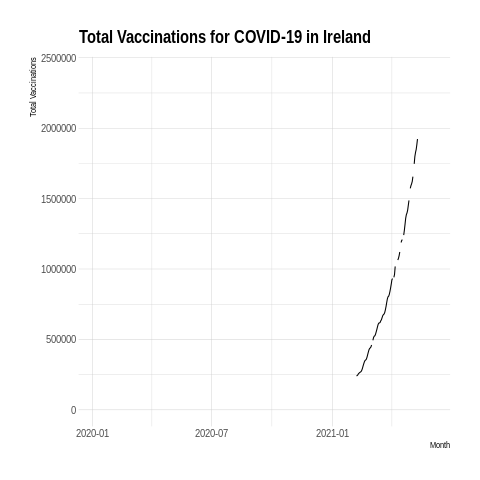 Total Vaccinations for COVID-19 in Ireland
Total Vaccinations
2500000
2000000
1500000
1000000
500000
0
2020-01 2020-07 2021-01
Month